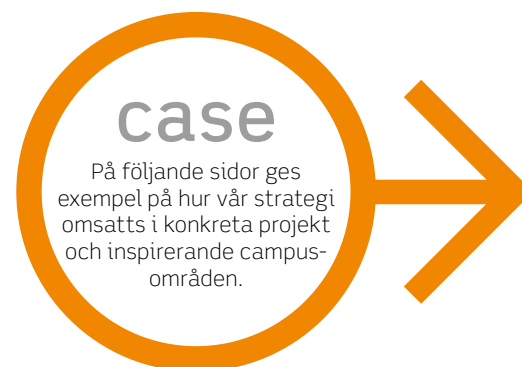 case
På följande sidor ges
exempel på hur vår strategi
omsatts i konkreta projekt
och inspirerande campus-
områden.